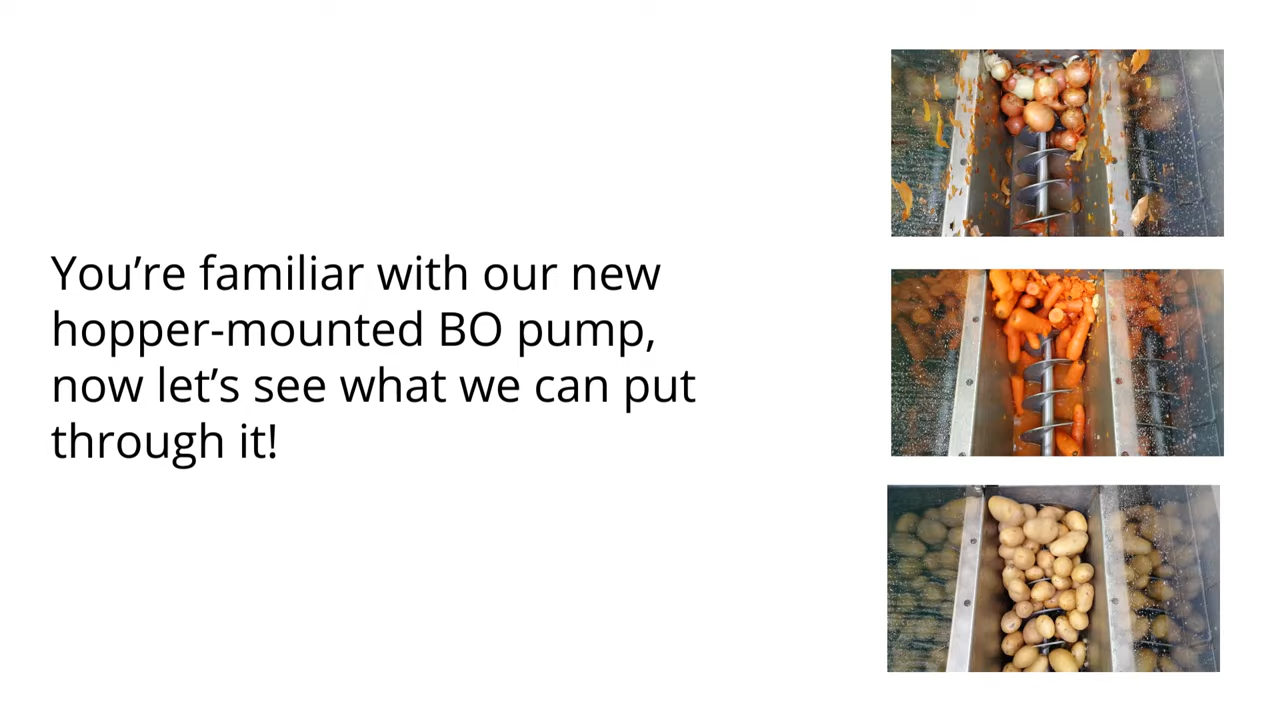 You’re familiar with our new
hopper-mounted BO pump,
now let’s see what we can put
through it!